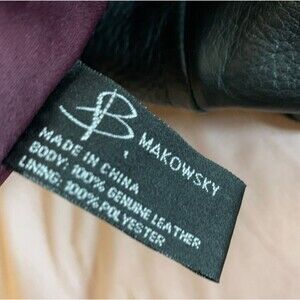 B MAKOWSKY
MADE IN CHINA
BODY: 100% GENUINE LEATHER
LINING: 100% POLYESTER